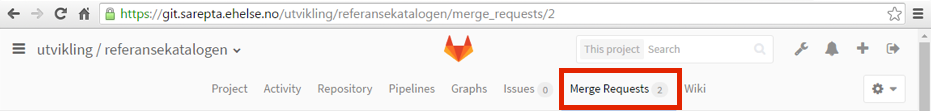 https://git.sarepta.ehelse.no/utvikling/referansekatalogen/merge_requests/2
utvikling / referansekatalogen This project Search
Project Activity Repository Pipelines Graphs Issues 0 Merge Requests 2 Wiki